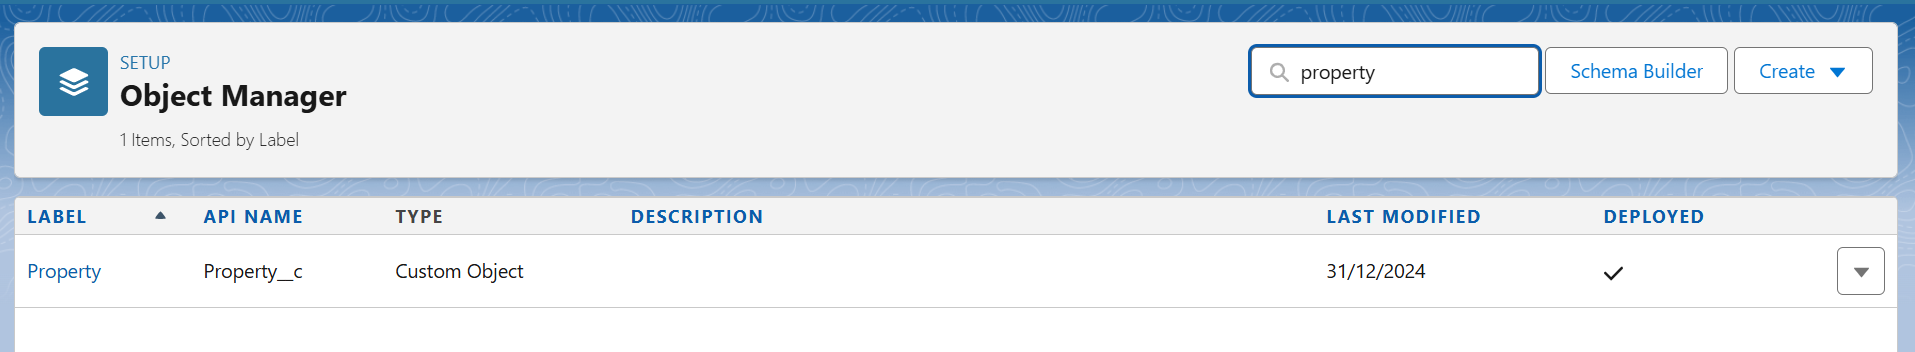 SETUP
Object Manager
1 Items, Sorted by Label
property
Schema Builder
Create
LABEL API NAME TYPE DESCRIPTION LAST MODIFIED DEPLOYED
Property Property__c Custom Object 31/12/2024